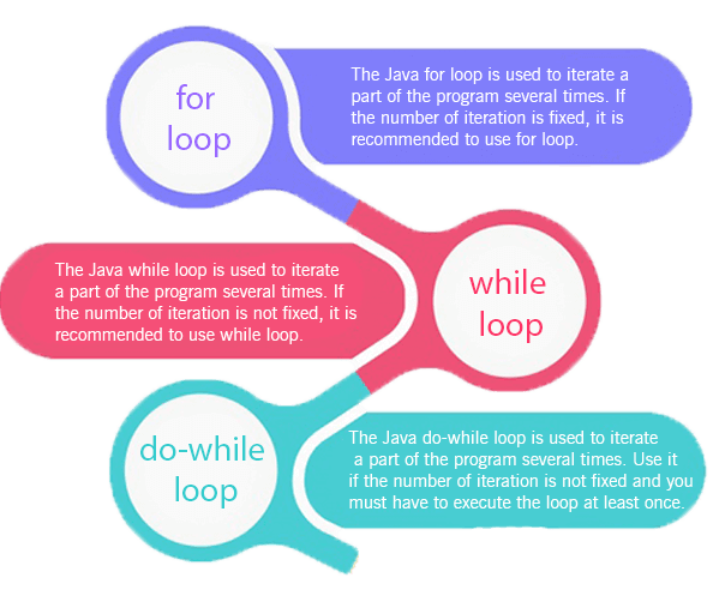 for
loop
The Java for loop is used to iterate a
part of the program several times. If
the number of iteration is fixed, it is
recommended to use for loop.
The Java while loop is used to iterate
a part of the program several times. If
the number of iteration is not fixed, it is
recommended to use while loop.
while
loop
do-while
loop
The Java do-while loop is used to iterate
a part of the program several times. Use it
if the number of iteration is not fixed and you
must have to execute the loop at least once.